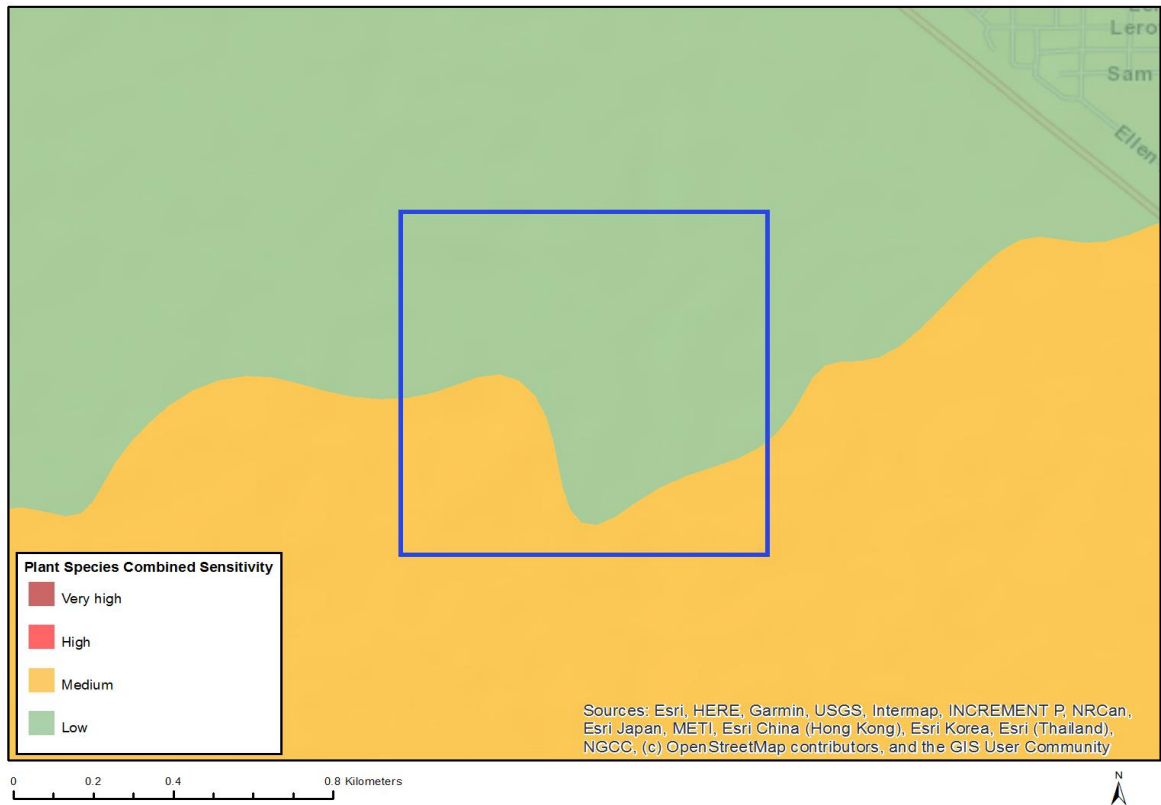 Lero
Sam
Ellen
Plant Species Combined Sensitivity
Very high
High
Medium
Low
Sources: Esri, HERE, Garmin, USGS, Intermap, INCREMENT P, NRCan,
Esri Japan, METI, Esri China (Hong Kong), Esri Korea, Esri (Thailand),
NGCC, (c) OpenStreetMap contributors, and the GIS User Community
0 0.2 0.4 0.8 Kilometers
N